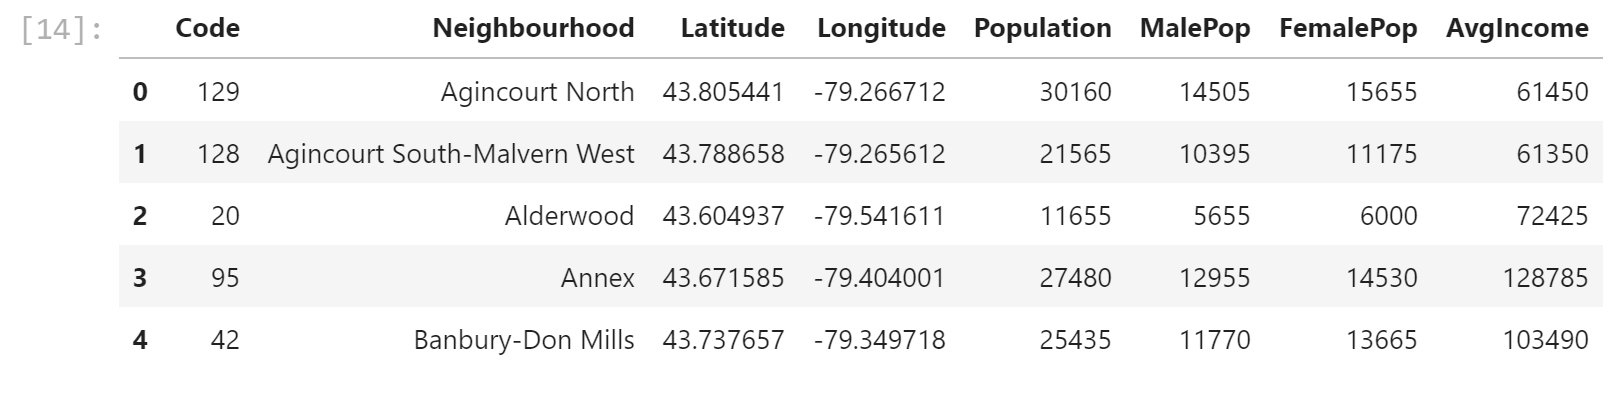 [14]: Code Neighbourhood Latitude Longitude Population MalePop FemalePop AvgIncome
0 129 Agincourt North 43.805441 -79.266712 30160 14505 15655 61450
1 128 Agincourt South-Malvern West 43.788658 -79.265612 21565 10395 11175 61350
2 20 Alderwood 43.604937 -79.541611 11655 5655 6000 72425
3 95 Annex 43.671585 -79.404001 27480 12955 14530 128785
4 42 Banbury-Don Mills 43.737657 -79.349718 25435 11770 13665 103490